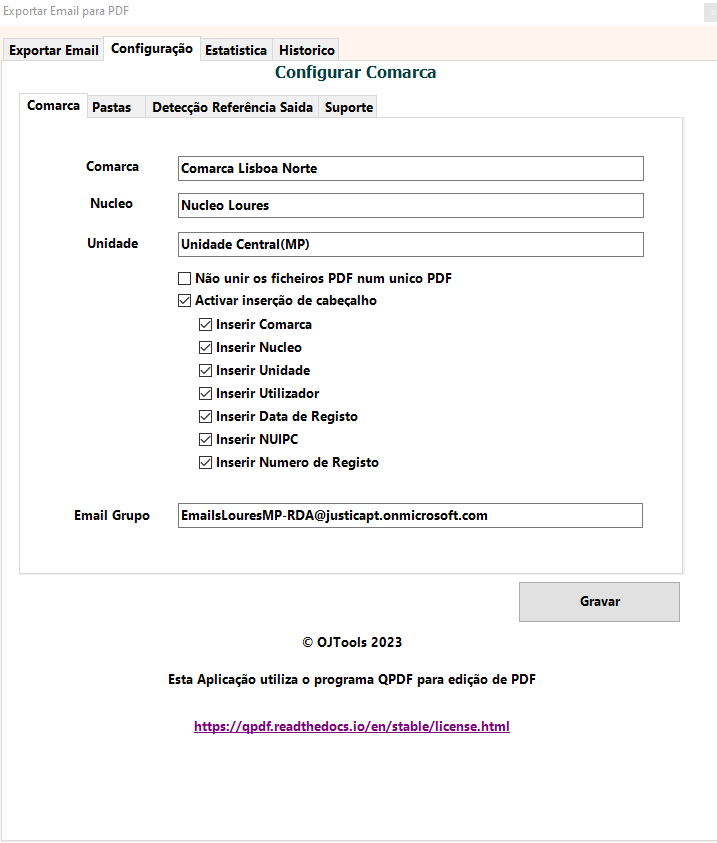 Exportar Email para PDF
Exportar Email Configuração Estatistica Historico
Configurar Comarca
Comarca Pastas Detecção Referência Saida Suporte
Comarca Comarca Lisboa Norte
Nucleo Nucleo Loures
Unidade Unidade Central(MP)
Não unir os ficheiros PDF num unico PDF
Activar inserção de cabeçalho
Inserir Comarca
Inserir Nucleo
Inserir Unidade
Inserir Utilizador
Inserir Data de Registo
Inserir NUIPC
Inserir Numero de Registo
Email Grupo EmailsLouresMP-RDA@justicapt.onmicrosoft.com
Gravar
© OJTools 2023
Esta Aplicação utiliza o programa QPDF para edição de PDF
https://qpdf.readthedocs.io/en/stable/license.html